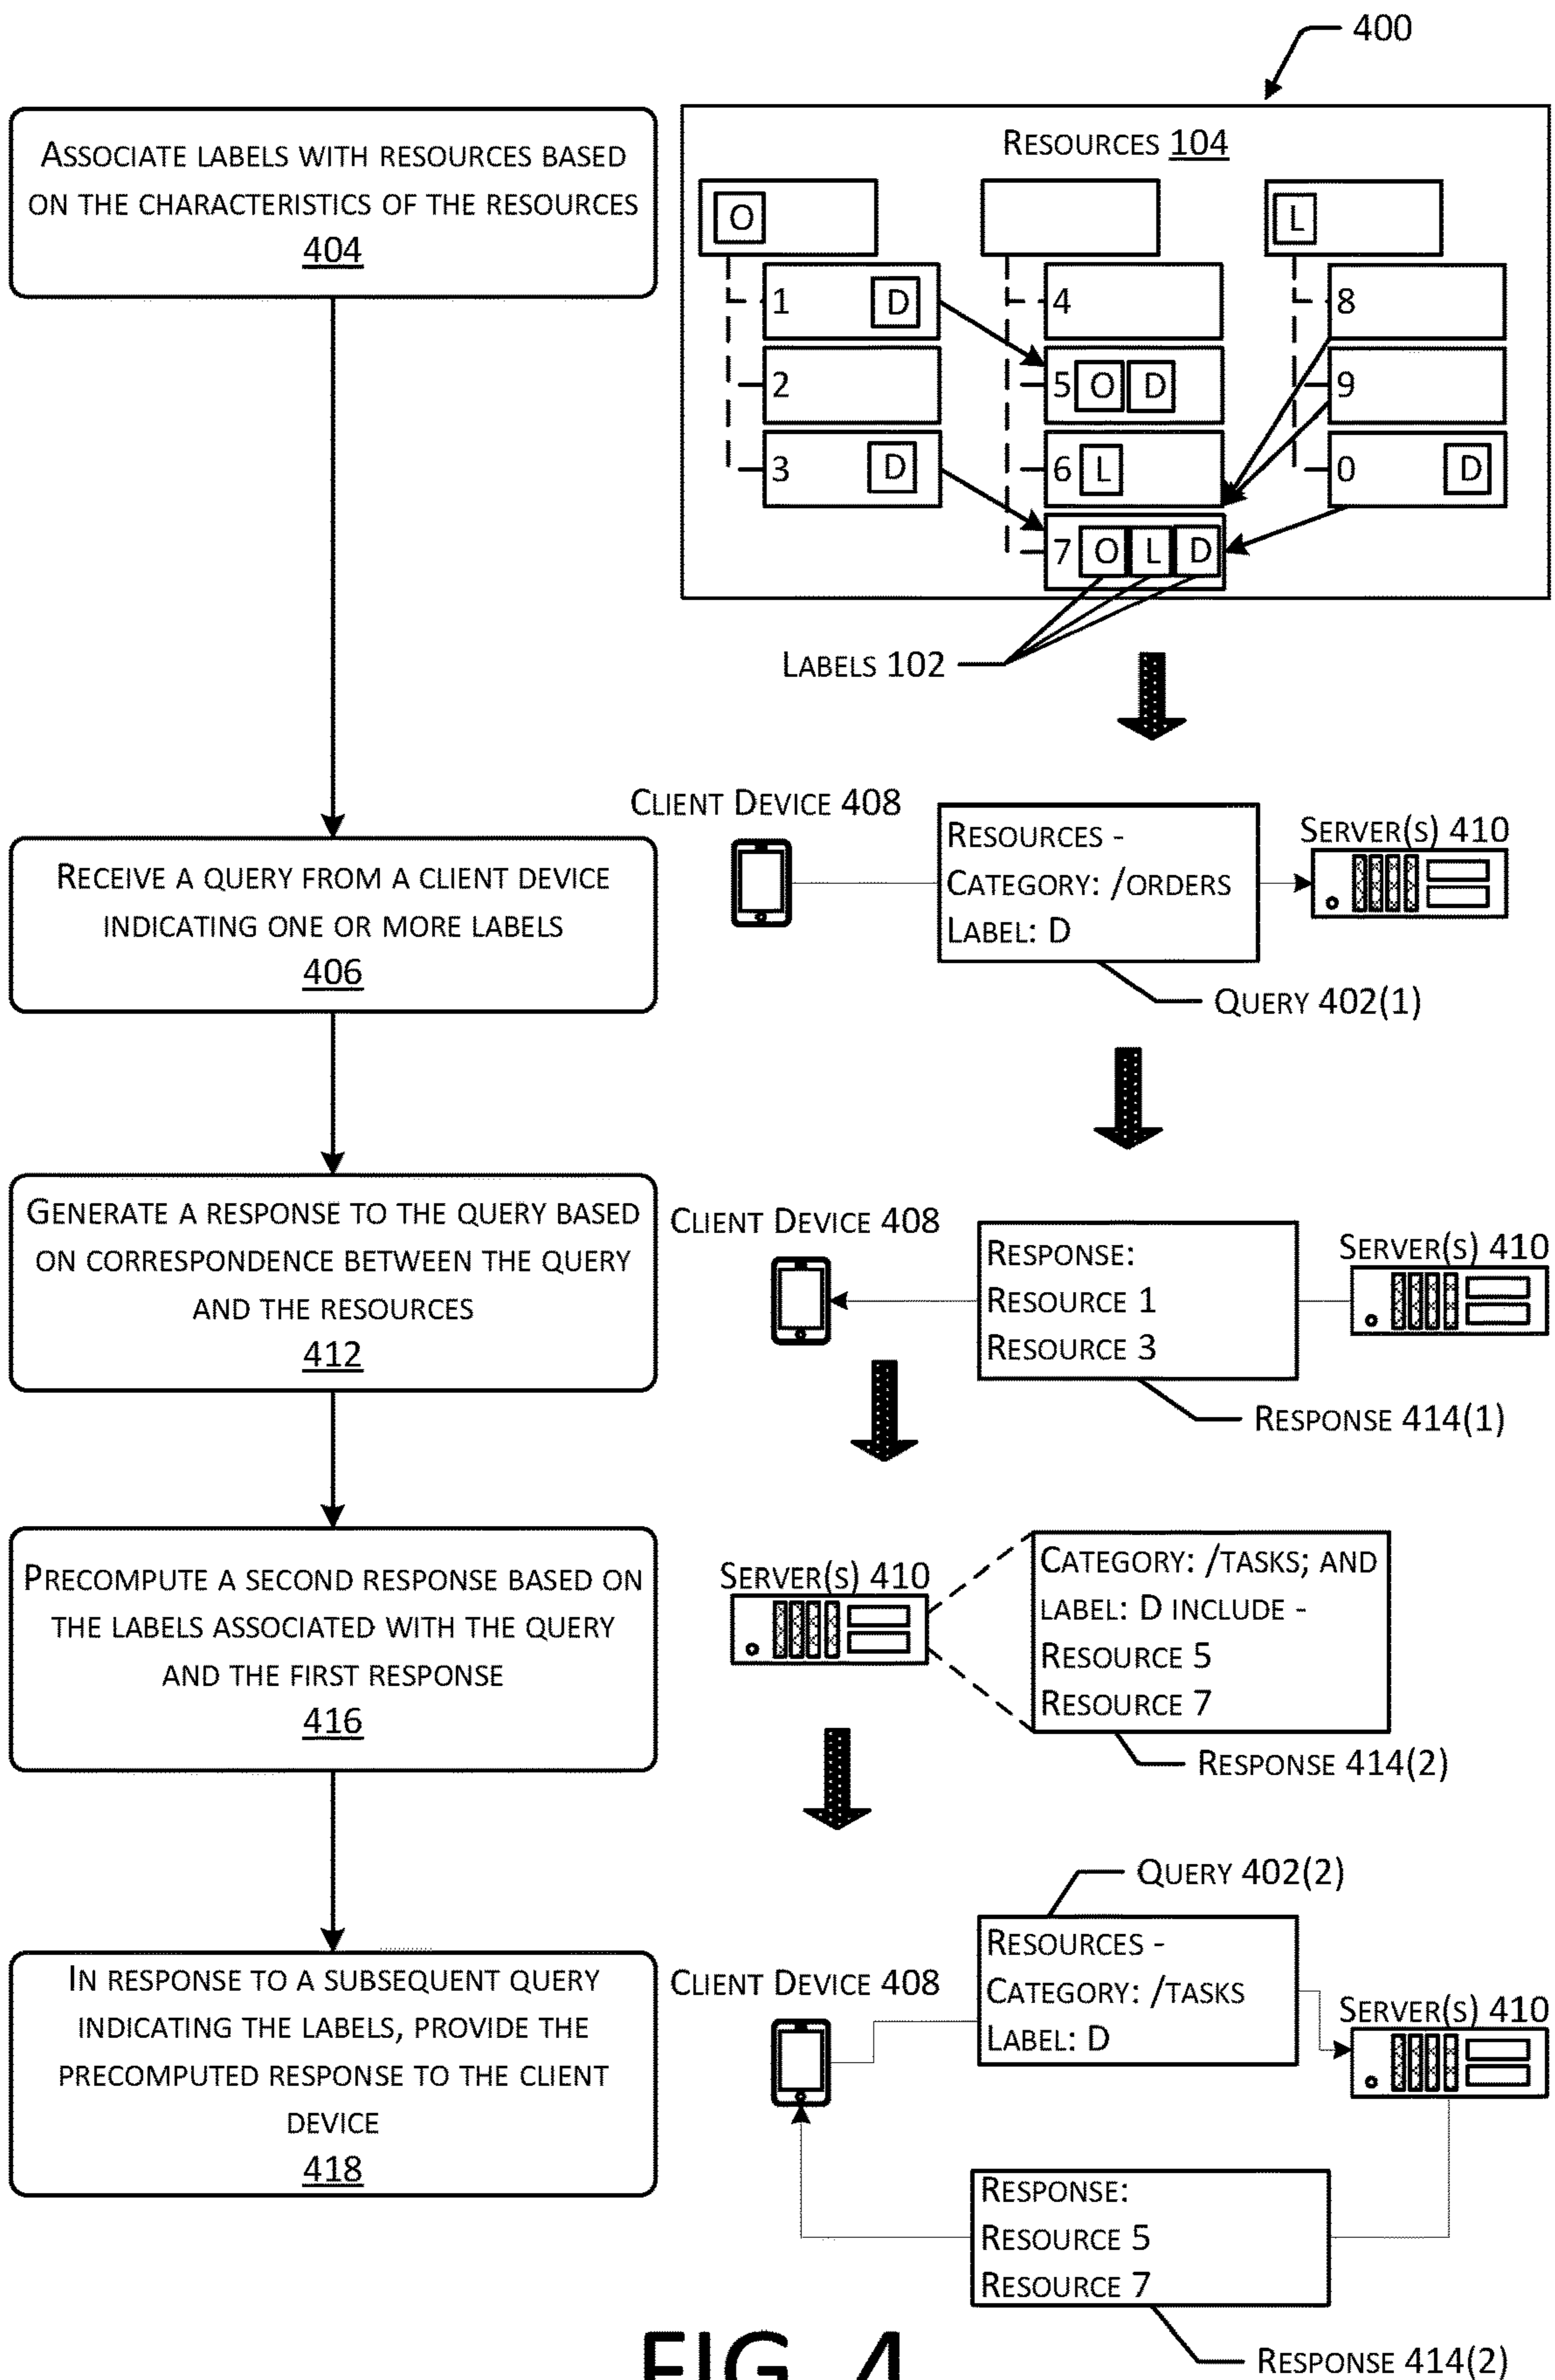 400
ASSOCIATE LABELS WITH RESOURCES BASED
ON THE CHARACTERISTICS OF THE RESOURCES
404
RESOURCES 104
O
L
1 D
4
8
2
5 O D
9
3 D
6 L
0 D
7 O L D
LABELS 102
RECEIVE A QUERY FROM A CLIENT DEVICE
INDICATING ONE OR MORE LABELS
406
CLIENT DEVICE 408
RESOURCES -
CATEGORY: /ORDERS
LABEL: D
SERVER(S) 410
QUERY 402(1)
GENERATE A RESPONSE TO THE QUERY BASED
ON CORRESPONDENCE BETWEEN THE QUERY
AND THE RESOURCES
412
CLIENT DEVICE 408
RESPONSE:
RESOURCE 1
RESOURCE 3
SERVER(S) 410
RESPONSE 414(1)
PRECOMPUTE A SECOND RESPONSE BASED ON
THE LABELS ASSOCIATED WITH THE QUERY
AND THE FIRST RESPONSE
416
SERVER(S) 410
CATEGORY: /TASKS; AND
LABEL: D INCLUDE -
RESOURCE 5
RESOURCE 7
RESPONSE 414(2)
IN RESPONSE TO A SUBSEQUENT QUERY
INDICATING THE LABELS, PROVIDE THE
PRECOMPUTED RESPONSE TO THE CLIENT
DEVICE
418
QUERY 402(2)
CLIENT DEVICE 408
RESOURCES -
CATEGORY: /TASKS
LABEL: D
SERVER(S) 410
RESPONSE:
RESOURCE 5
RESOURCE 7
RESPONSE 414(2)
FIG. 4